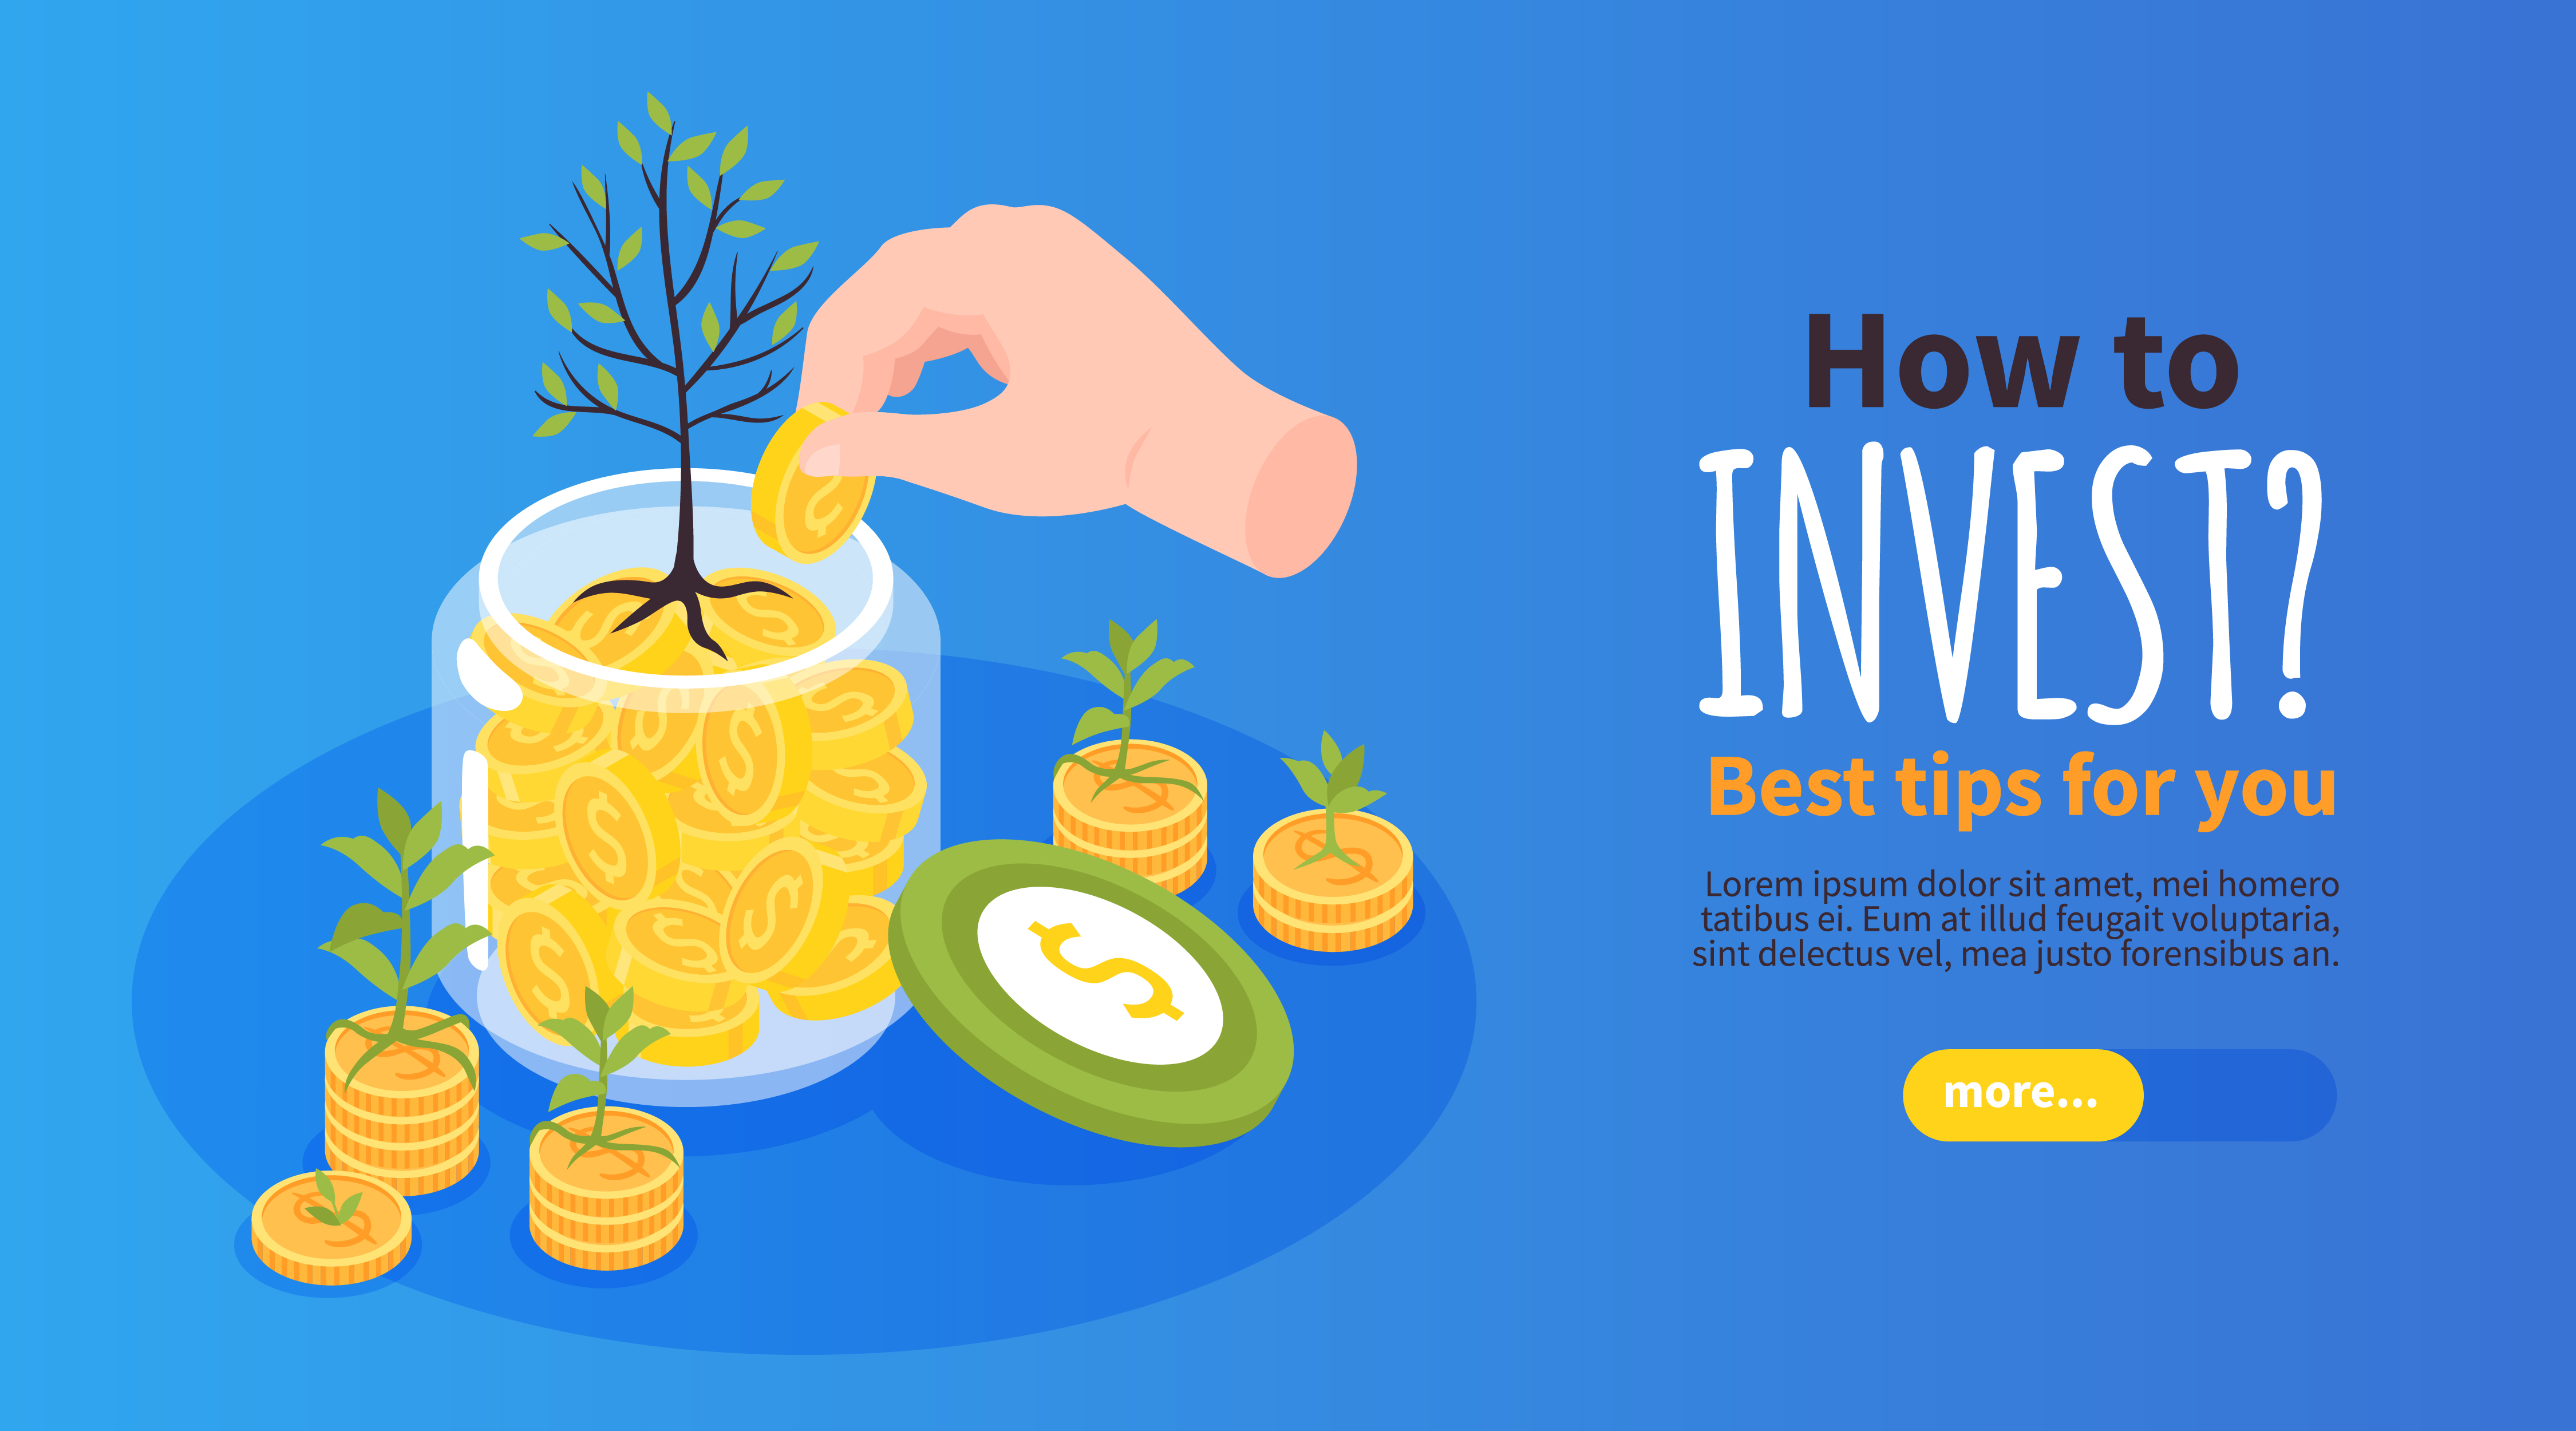 How to
INVEST?
Best tips for you
Lorem ipsum dolor sit amet, mei homero
tatibus ei. Eum at illud feugait voluptaria,
sint delectus vel, mea justo forensibus an.
more...